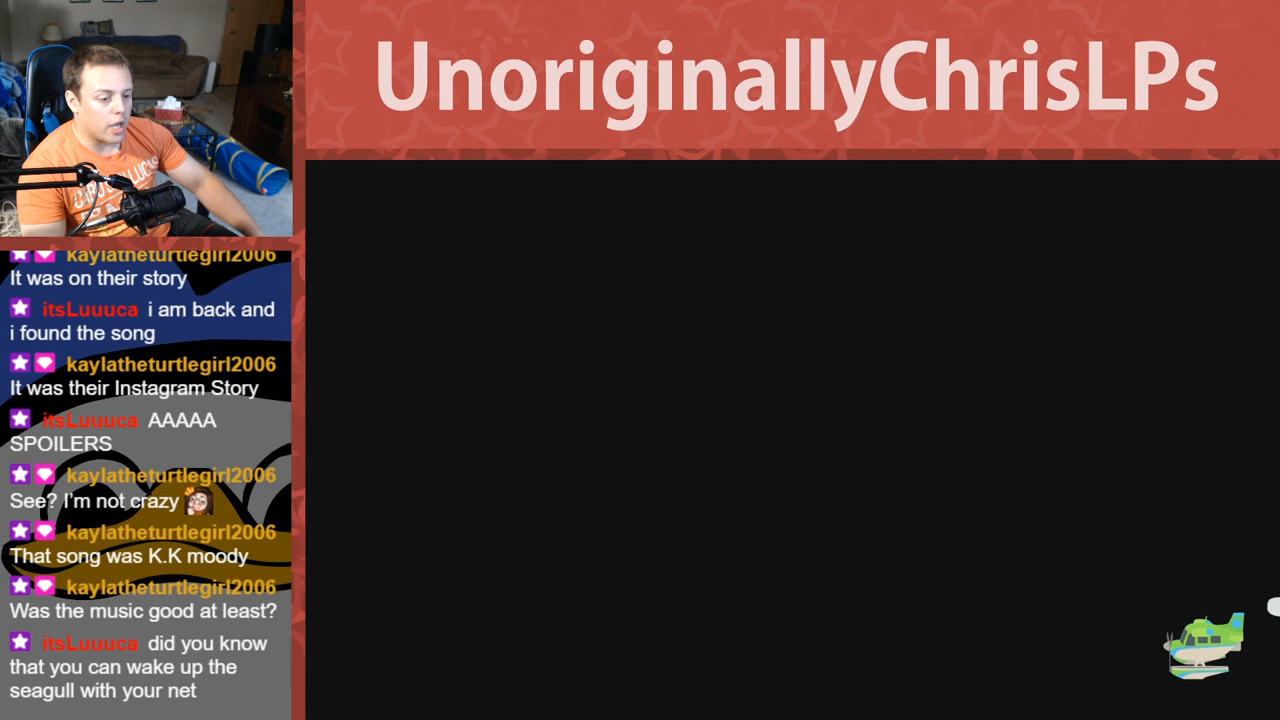 UnoriginallyChrisLPs
kaylatheturtlegirl2006
It was on their story
itsLuuuca i am back and
i found the song
kaylatheturtlegirl2006
It was their Instagram Story
itsLuuuca AAAAA
SPOILERS
kaylatheturtlegirl2006
See? I'm not crazy
kaylatheturtlegirl2006
That song was K.K moody
kaylatheturtlegirl2006
Was the music good at least?
itsLuuuca did you know
that you can wake up the
seagull with your net